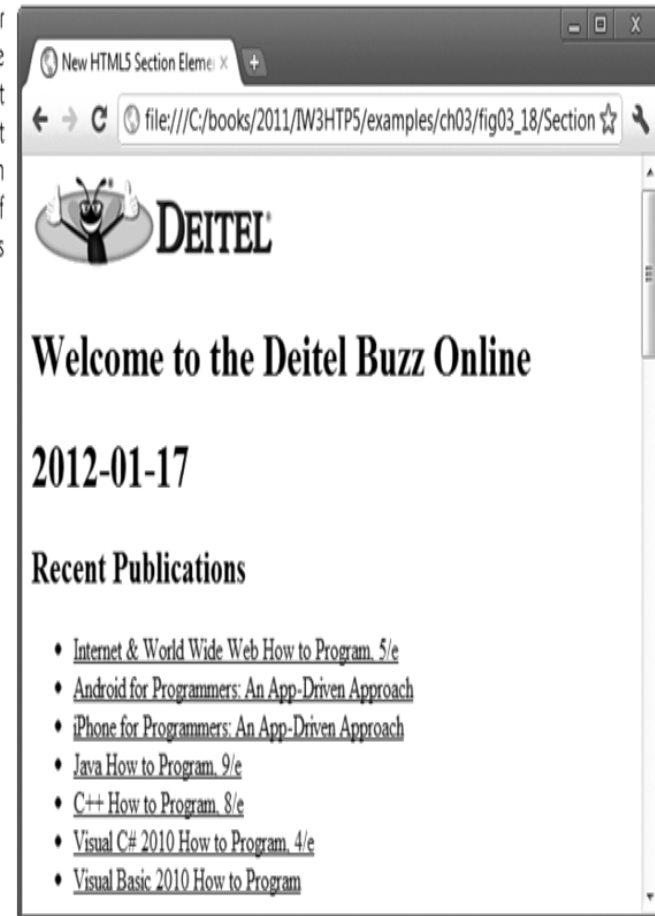 New HTML5 Section Eleme
file:///C:/books/2011/IW3HTP5/examples/ch03/fig03_18/Section
DEITEL®
Welcome to the Deitel Buzz Online
2012-01-17
Recent Publications
• Internet & World Wide Web How to Program, 5/e
• Android for Programmers: An App-Driven Approach
• iPhone for Programmers: An App-Driven Approach
• Java How to Program, 9/e
• C++ How to Program, 8/e
• Visual C# 2010 How to Program, 4/e
• Visual Basic 2010 How to Program